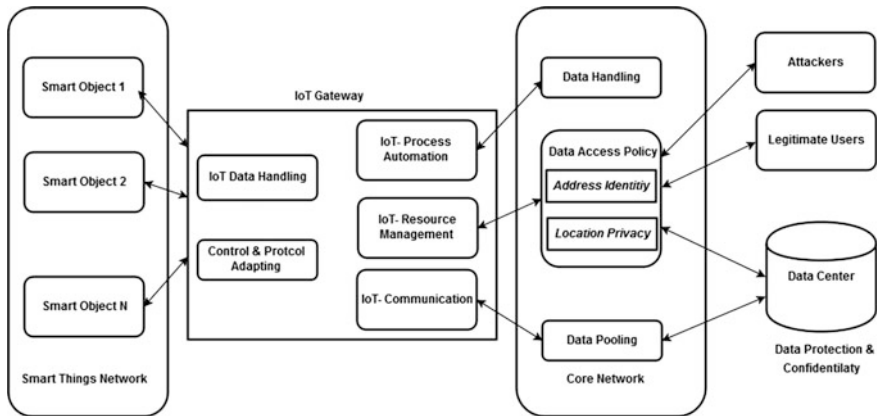 Smart Object 1
Smart Object 2
Smart Object N
Smart Things Network
IoT Gateway
IoT Data Handling
Control & Protcol
Adapting
IoT- Process
Automation
IoT- Resource
Management
IoT- Communication
Data Handling
Data Access Policy
Address Identitiy
Location Privacy
Data Pooling
Core Network
Attackers
Legitimate Users
Data Center
Data Protection &
Confidentilaty